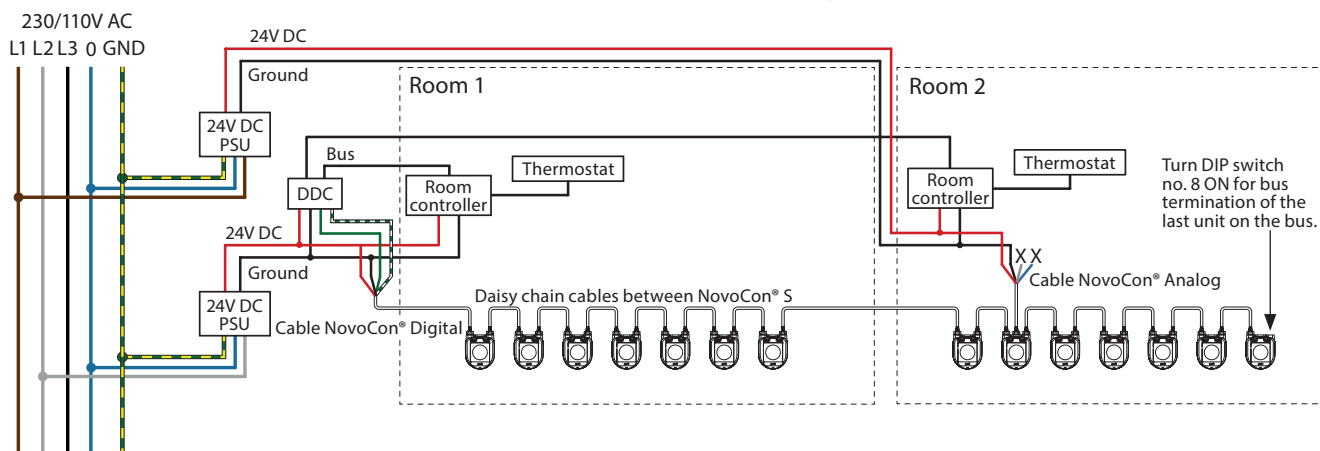 230/110V AC
L1 L2 L3 0 GND
24V DC
Ground
24V DC
PSU
Room 1
Room 2
Bus
DDC
Thermostat
Room
controller
Thermostat
Room
controller
Turn DIP switch
no. 8 ON for bus
termination of the
last unit on the bus.
24V DC
Ground
24V DC
PSU
X X
Cable NovoCon® Analog
Daisy chain cables between NovoCon® S
Cable NovoCon® Digital